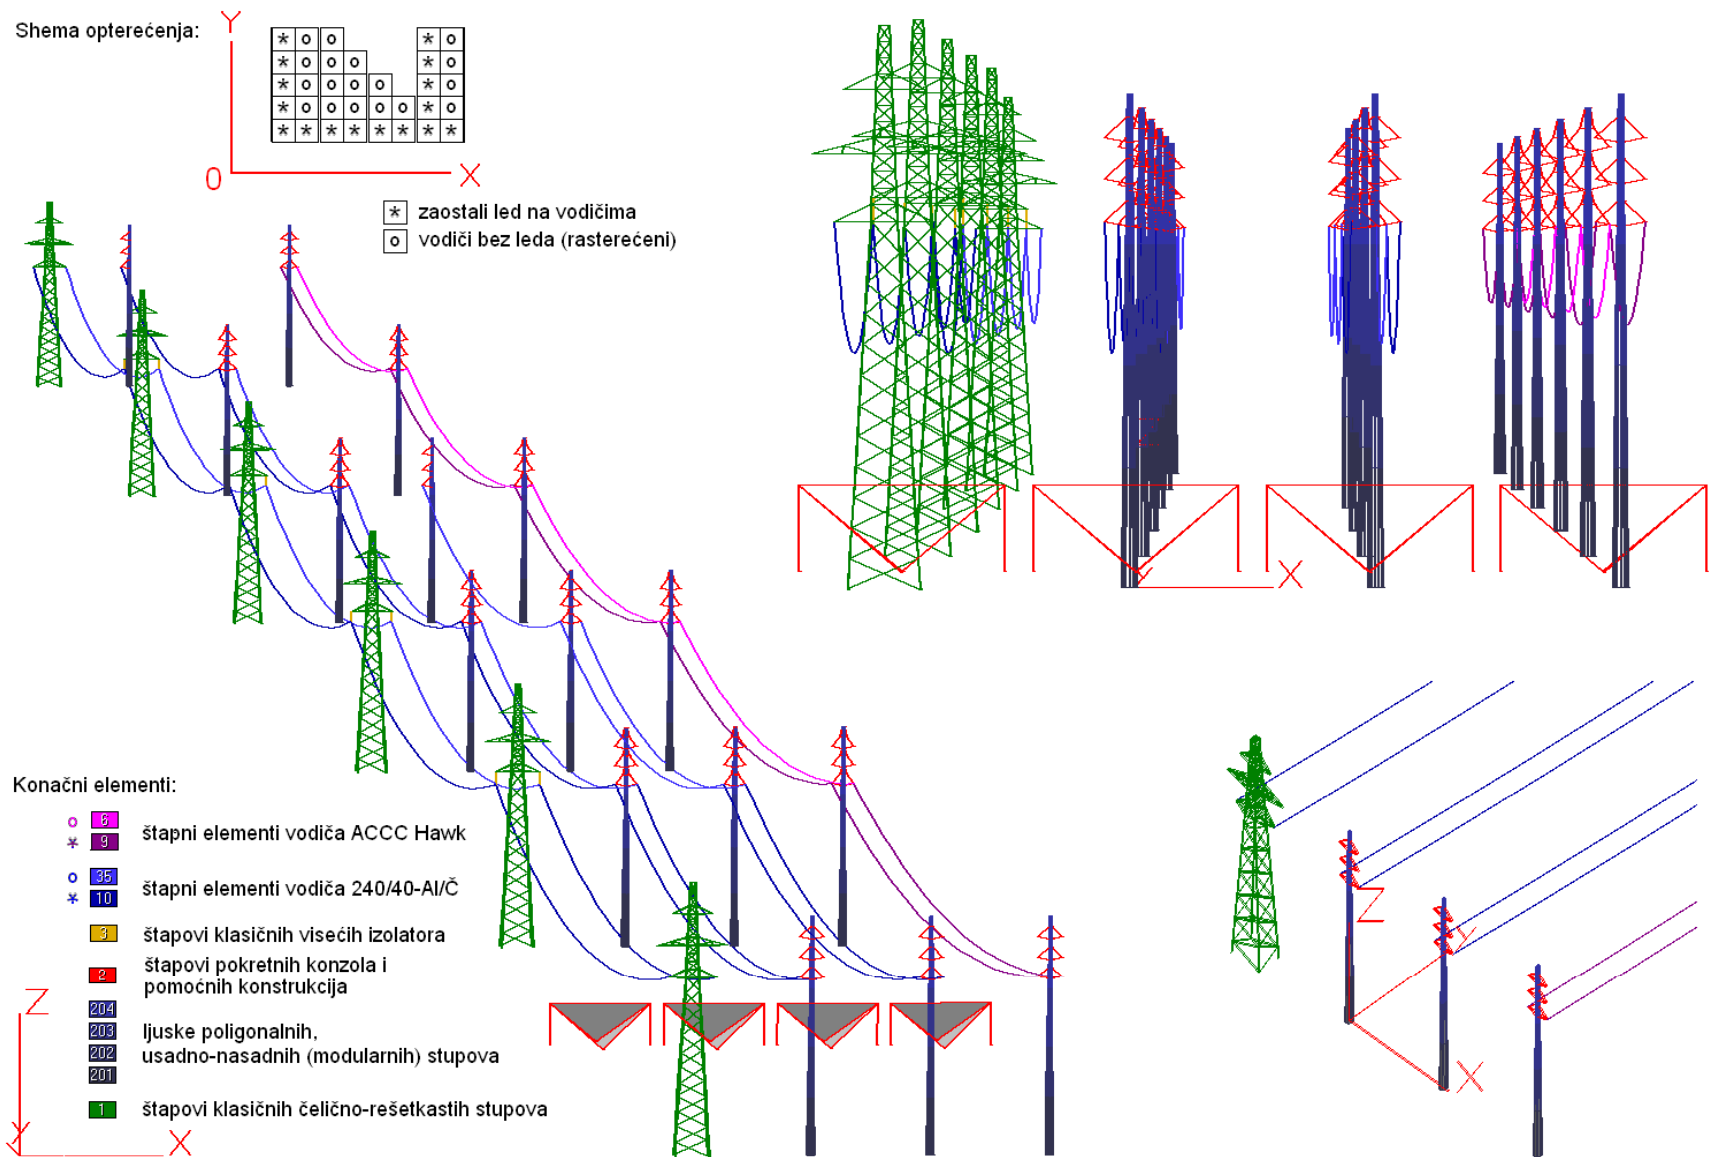 Shema opterećenja:
Y
* o o * o
* o o o * o
* o o o o * o
* o o o o o * o
* * * * * * * *
0
X
* zaostali led na vodičima
o vodiči bez leda (rasterećeni)
X
Konačni elementi:
o 6
* 9
štapni elementi vodiča ACCC Hawk
o 35
* 10
štapni elementi vodiča 240/40-Al/Č
3 štapovi klasičnih visećih izolatora
2 štapovi pokretnih konzola i
pomoćnih konstrukcija
204
203 ljuske poligonalnih,
202 usadno-nasadnih (modularnih) stupova
201
1 štapovi klasičnih čelično-rešetkastih stupova
Z
Y
X
Z
Y
X